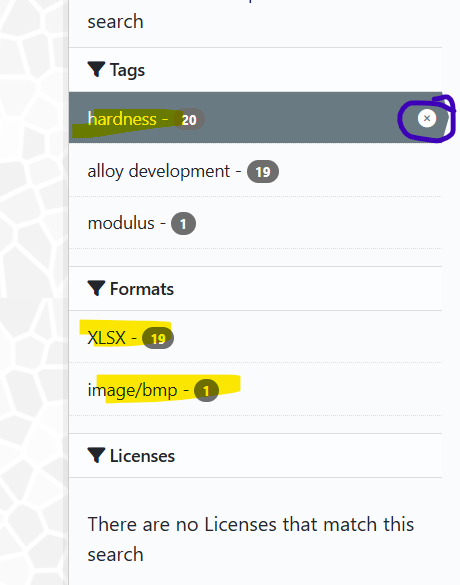 search
Tags
hardness - 20
alloy development - 19
modulus - 1
Formats
XLSX - 19
image/bmp - 1
Licenses
There are no Licenses that match this
search